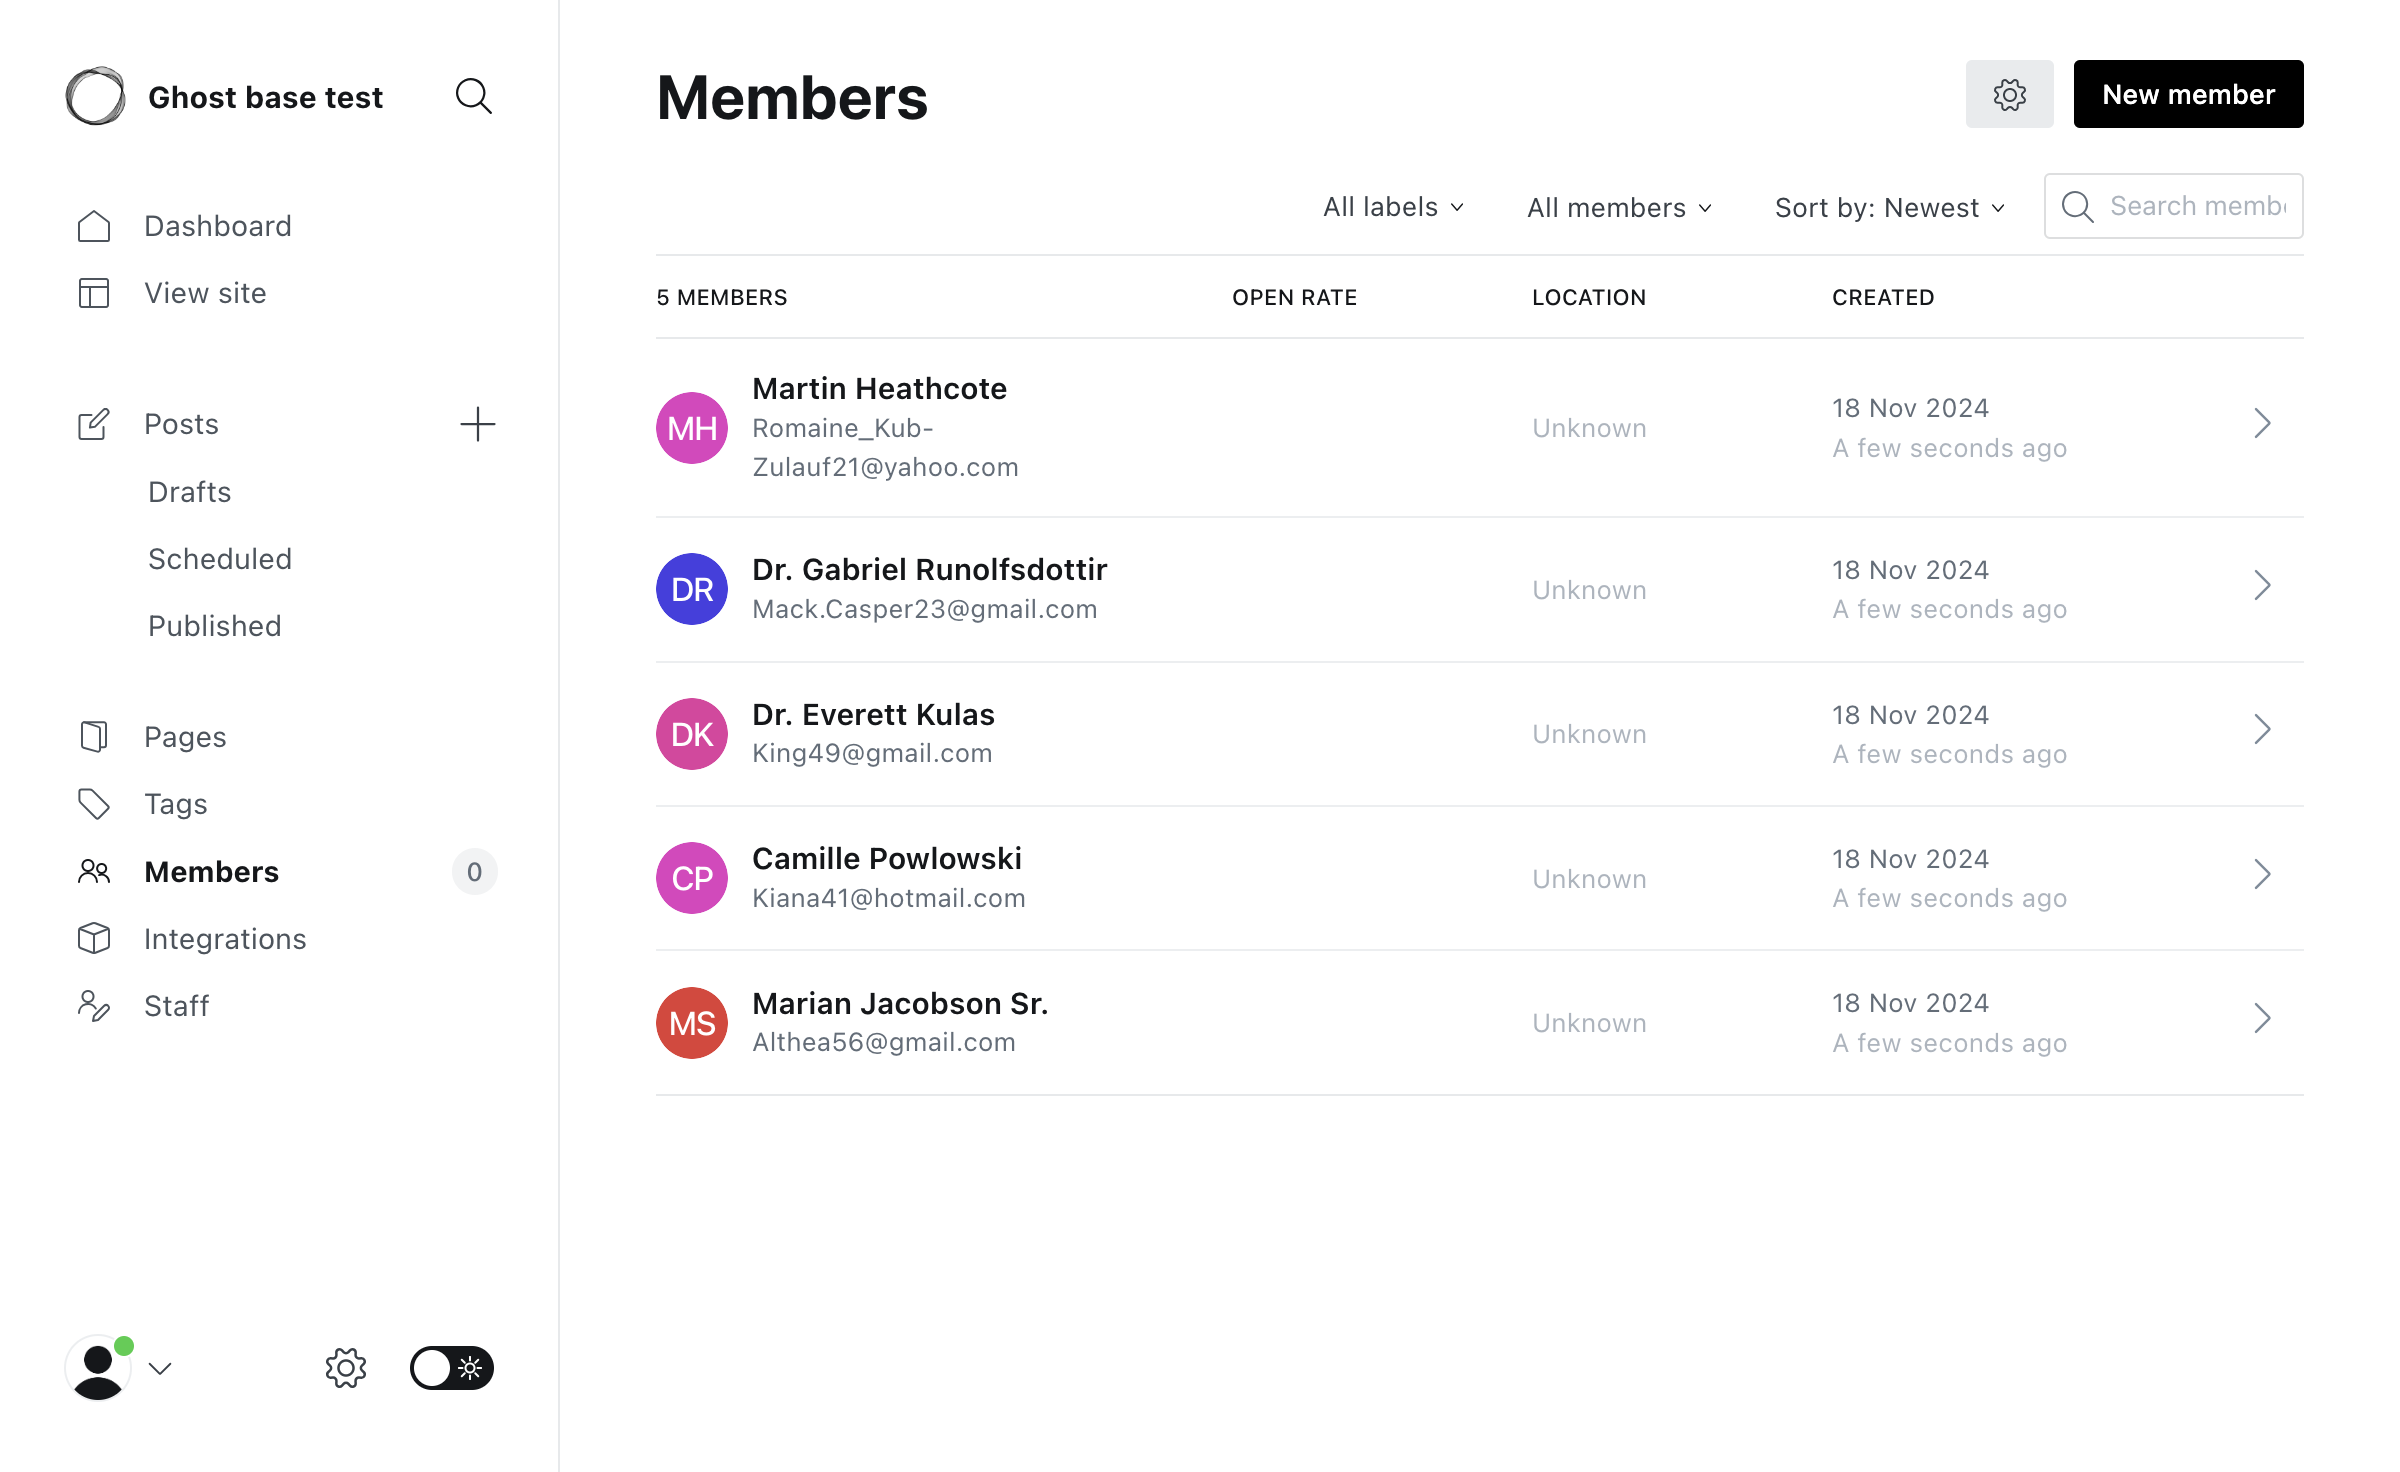 Ghost base test
Dashboard
View site
Posts
Drafts
Scheduled
Published
Pages
Tags
Members
0
Integrations
Staff
Members
New member
All labels
All members
Sort by: Newest
Search membe
5 MEMBERS
OPEN RATE
LOCATION
CREATED
MH
Martin Heathcote
Romaine_Kub-
Zulauf21@yahoo.com
Unknown
18 Nov 2024
A few seconds ago
DR
Dr. Gabriel Runolfsdottir
Mack.Casper23@gmail.com
Unknown
18 Nov 2024
A few seconds ago
DK
Dr. Everett Kulas
King49@gmail.com
Unknown
18 Nov 2024
A few seconds ago
CP
Camille Powlowski
Kiana41@hotmail.com
Unknown
18 Nov 2024
A few seconds ago
MS
Marian Jacobson Sr.
Althea56@gmail.com
Unknown
18 Nov 2024
A few seconds ago